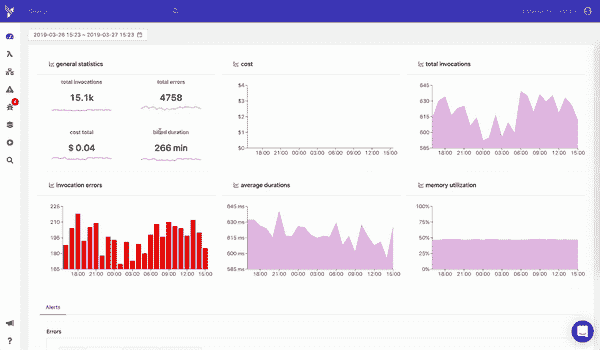 2019-03-26 15:23 ~ 2019-03-27 15:23
4
general statistics
total invocations
15.1k
total errors
4758
cost total
$ 0.04
billed duration
266 min
cost
$4
$3
$2
$1
$0
18:00 21:00 00:00 03:00 06:00 09:00 12:00 15:00
total invocations
645
630
615
600
585
18:00 21:00 00:00 03:00 06:00 09:00 12:00 15:00
invocation errors
225
210
195
180
165
18:00 21:00 00:00 03:00 06:00 09:00 12:00 15:00
average durations
645 ms
630 ms
615 ms
600 ms
585 ms
18:00 21:00 00:00 03:00 06:00 09:00 12:00 15:00
memory utilization
100%
75%
50%
25%
0%
18:00 21:00 00:00 03:00 06:00 09:00 12:00 15:00
Alerts
Errors
?